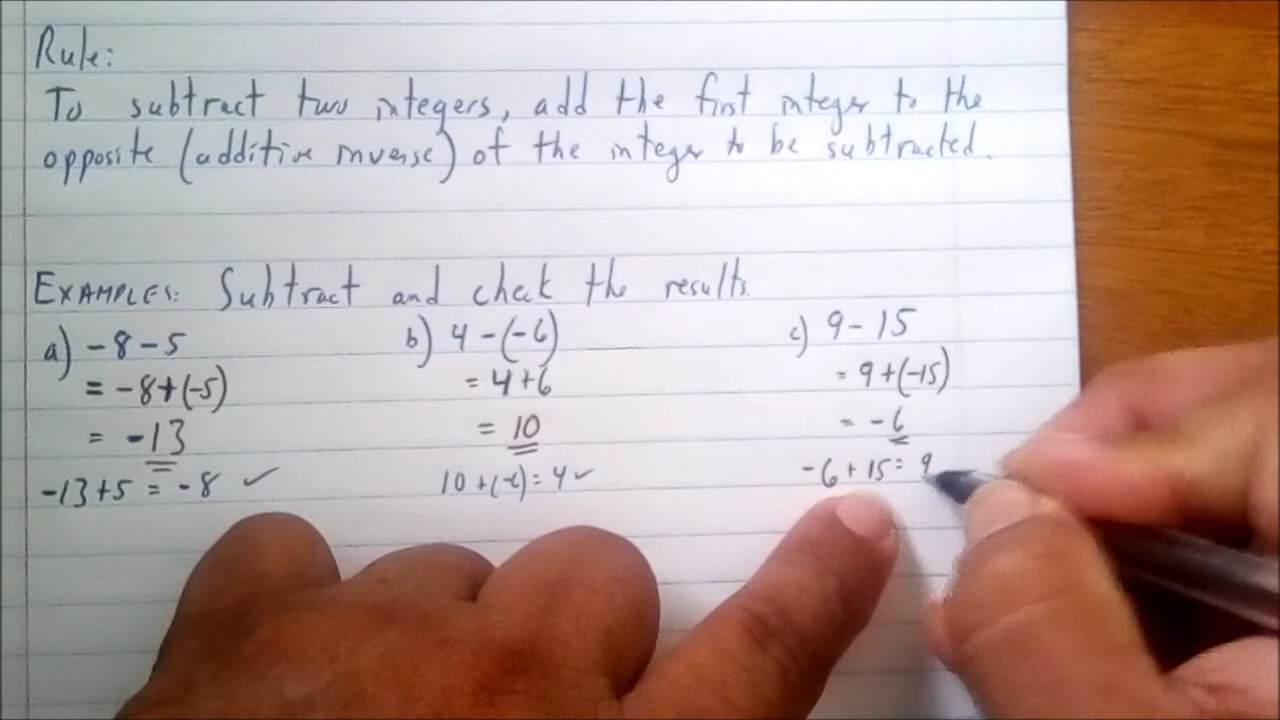 Rule:
To subtract two integers, add the first integer to the
opposite (additive inverse) of the integer to be subtracted.
EXAMPLES: Subtract and check the results.
a) -8-5
= -8+(-5)
= -13
-13+5 = -8 ✓
b) 4-(-6)
= 4+6
= 10
10+(-6)=4 ✓
c) 9-15
= 9+(-15)
= -6
-6+15=9